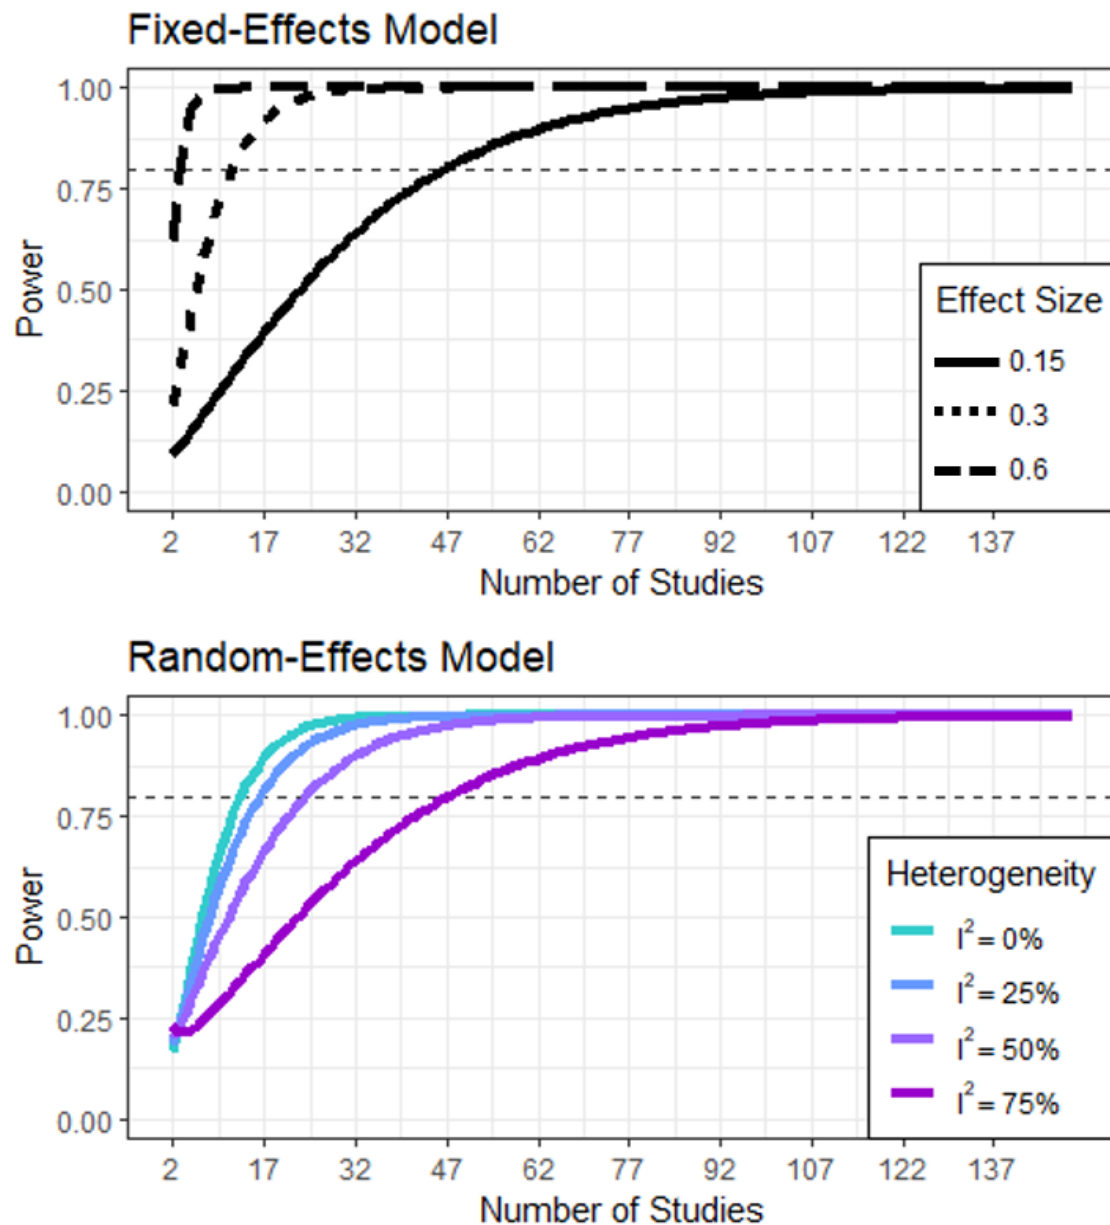 Fixed-Effects Model
1.00
0.75
0.50
0.25
0.00
Power
Effect Size
0.15
0.3
0.6
2 17 32 47 62 77 92 107 122 137
Number of Studies
Random-Effects Model
1.00
0.75
0.50
0.25
0.00
Power
Heterogeneity
I² = 0%
I² = 25%
I² = 50%
I² = 75%
2 17 32 47 62 77 92 107 122 137
Number of Studies